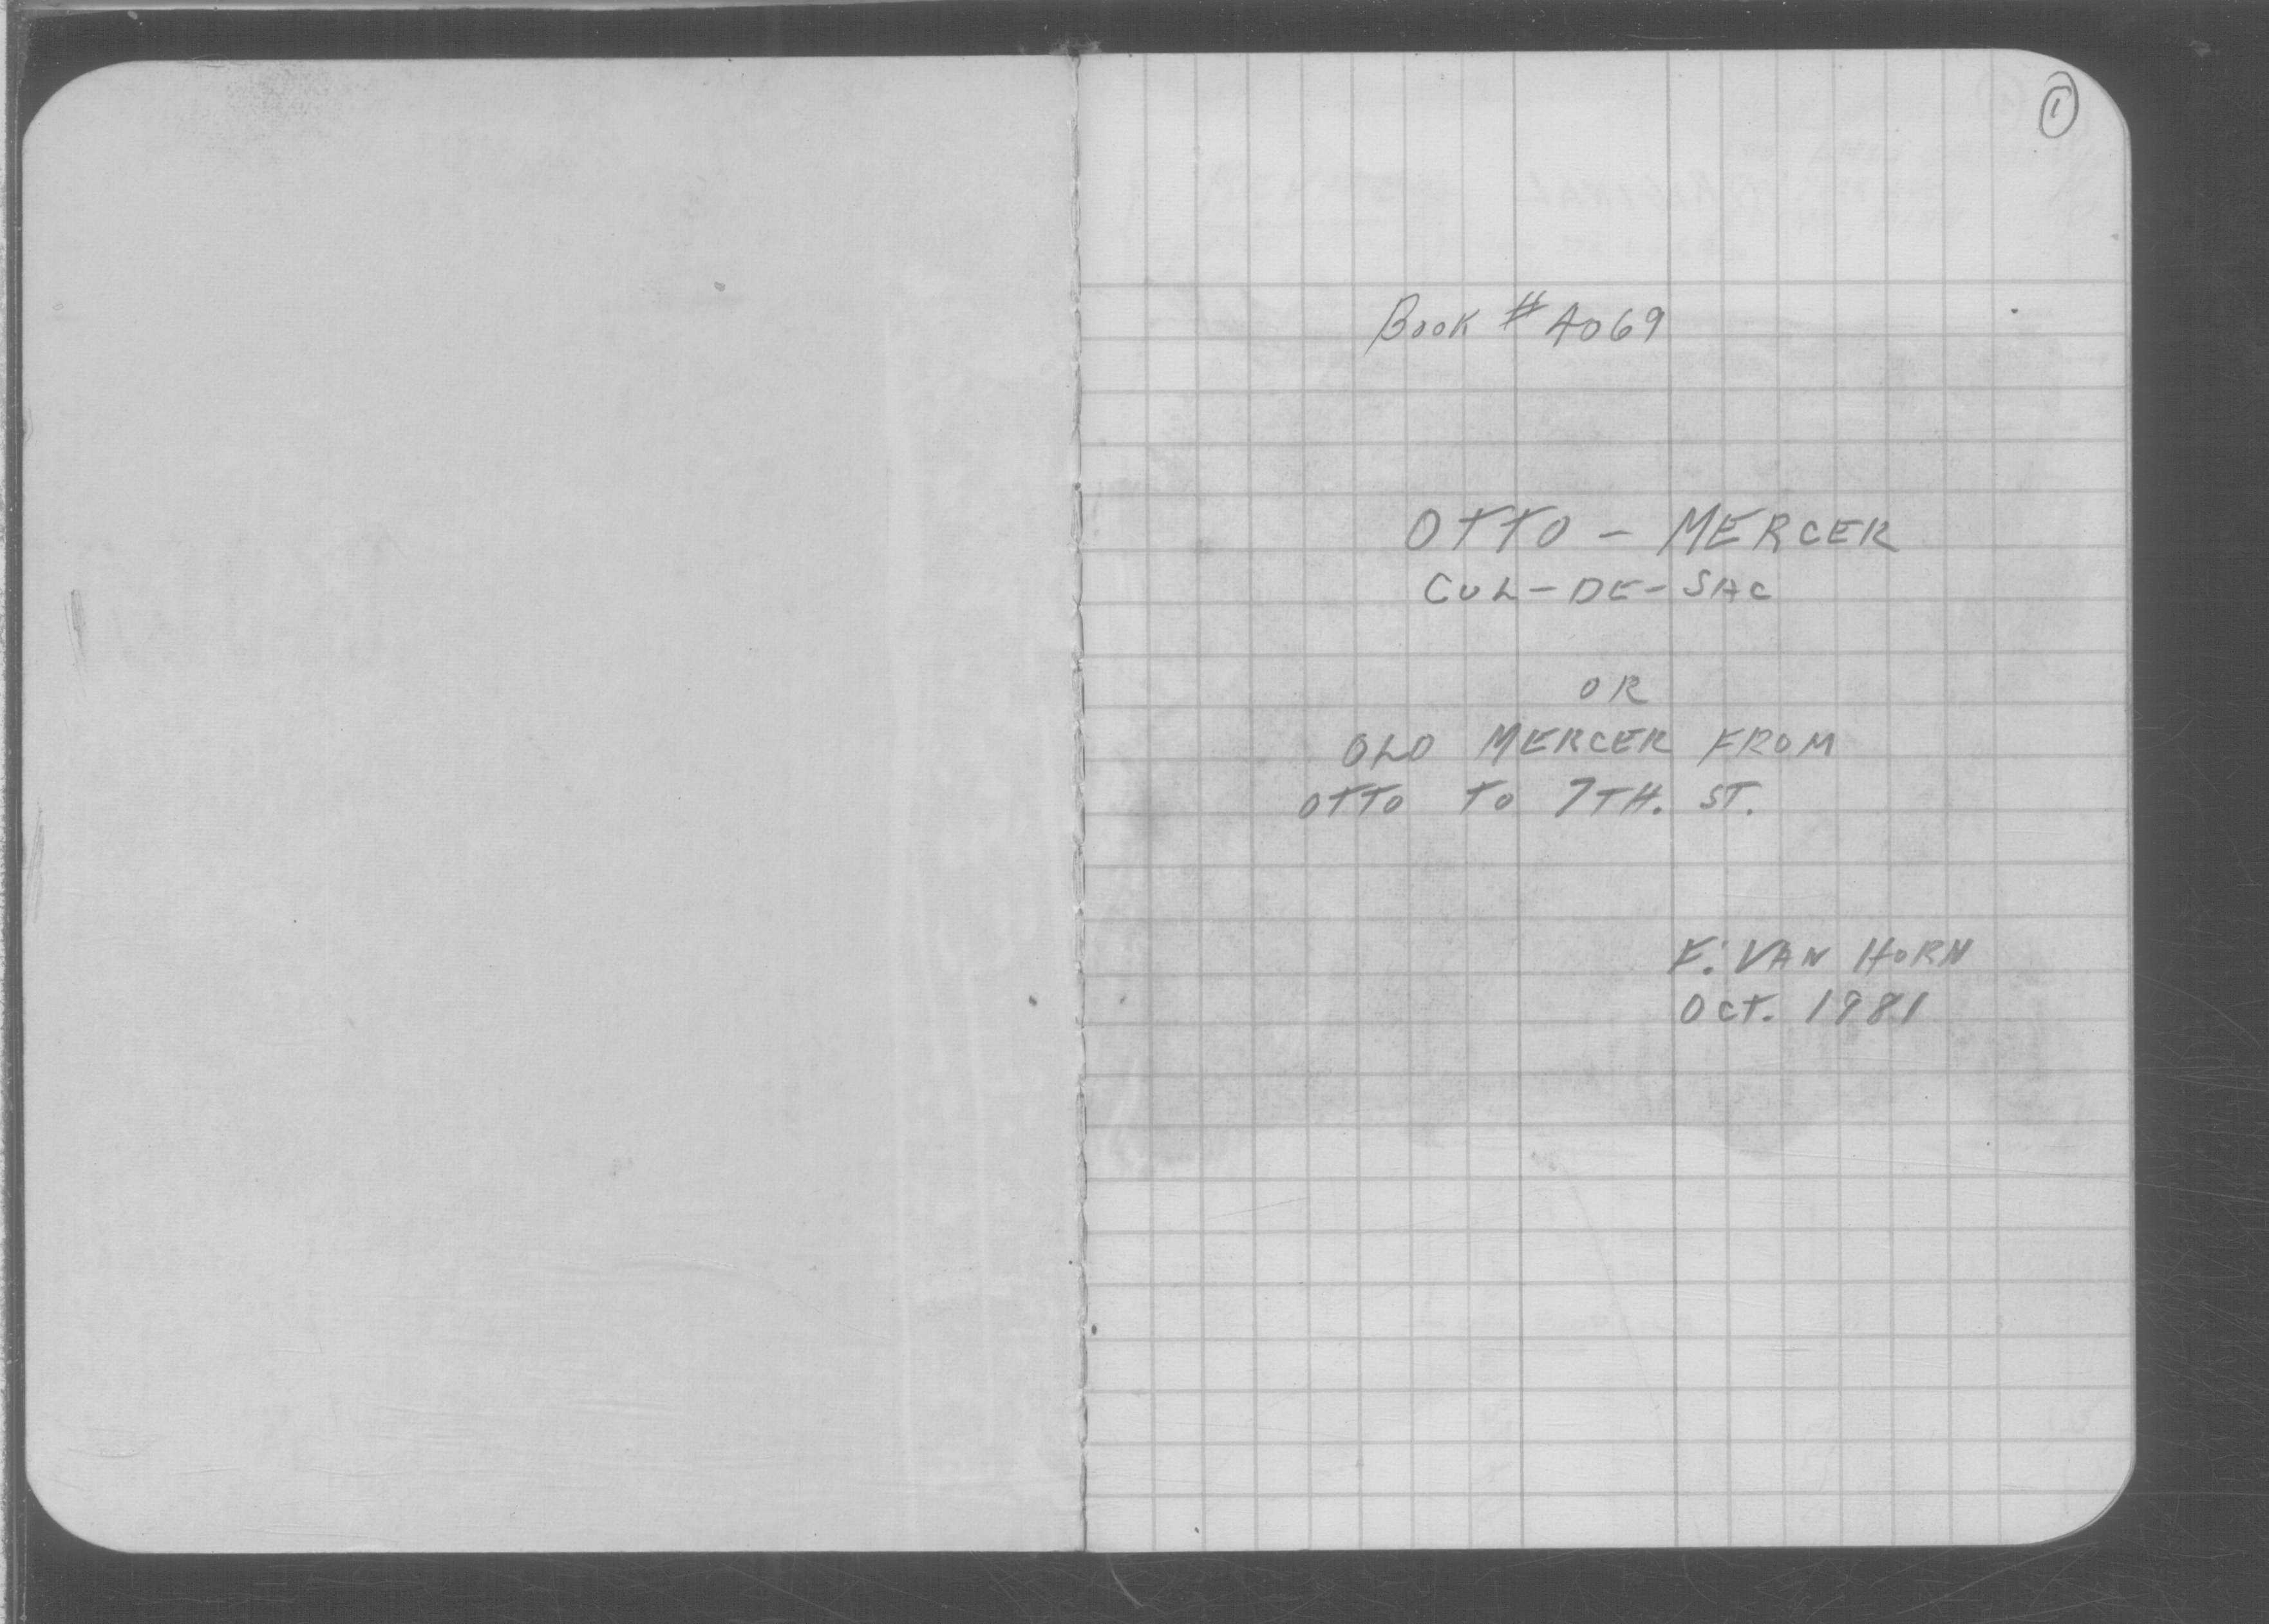 1
Book # A069
OTTO - MERCER
CUL-DE-SAC
OR
OLD MERCER FROM
OTTO TO 7TH. ST.
F. VAN HORN
OCT. 1981